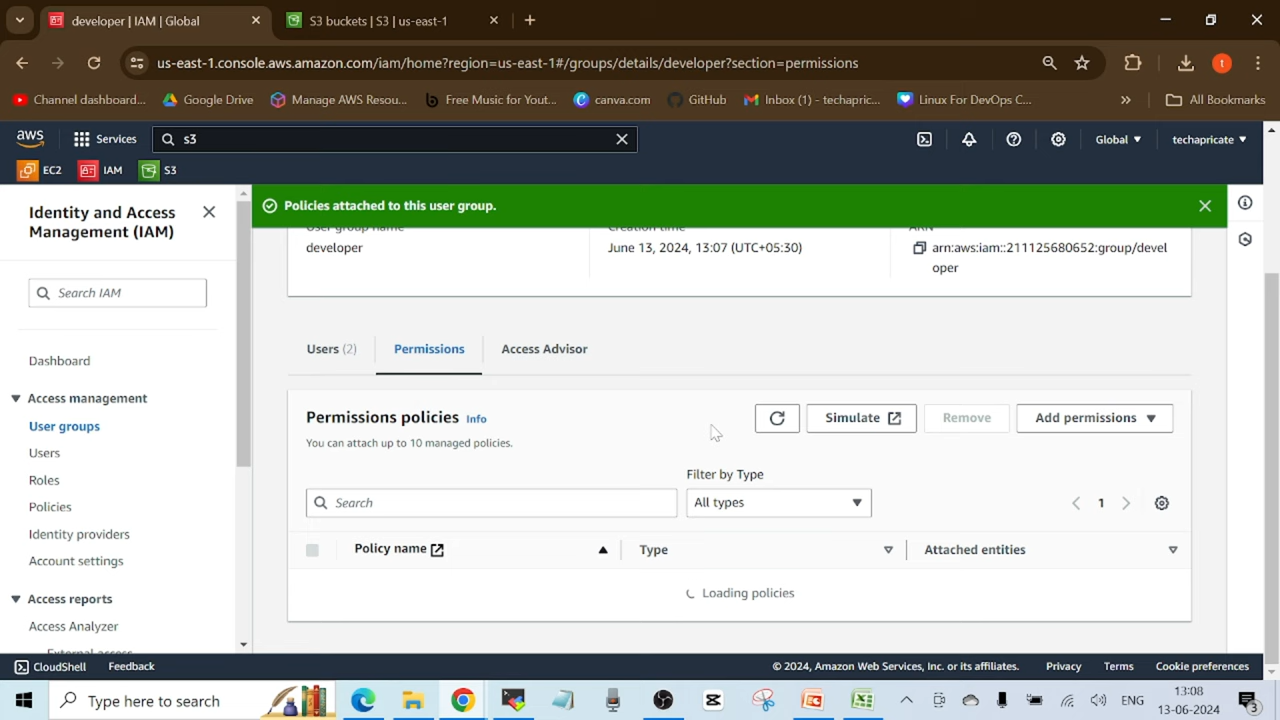 developer | IAM | Global
S3 buckets | S3 | us-east-1
us-east-1.console.aws.amazon.com/iam/home?region=us-east-1#/groups/details/developer?section=permissions
Channel dashboard...
Google Drive
Manage AWS Resou...
Free Music for Yout...
canva.com
GitHub
Inbox (1) - techapric...
Linux For DevOps C...
»
All Bookmarks
aws
Services
s3
Global
techapricate
EC2
IAM
S3
Identity and Access
Management (IAM)
Search IAM
Dashboard
Access management
User groups
Users
Roles
Policies
Identity providers
Account settings
Access reports
Access Analyzer
Policies attached to this user group.
developer
June 13, 2024, 13:07 (UTC+05:30)
arn:aws:iam::211125680652:group/devel
oper
Users (2)
Permissions
Access Advisor
Permissions policies
Info
You can attach up to 10 managed policies.
Simulate
Remove
Add permissions
Filter by Type
Search
All types
1
Policy name
Type
Attached entities
Loading policies
CloudShell
Feedback
© 2024, Amazon Web Services, Inc. or its affiliates.
Privacy
Terms
Cookie preferences
Type here to search
ENG
13:08
13-06-2024
3